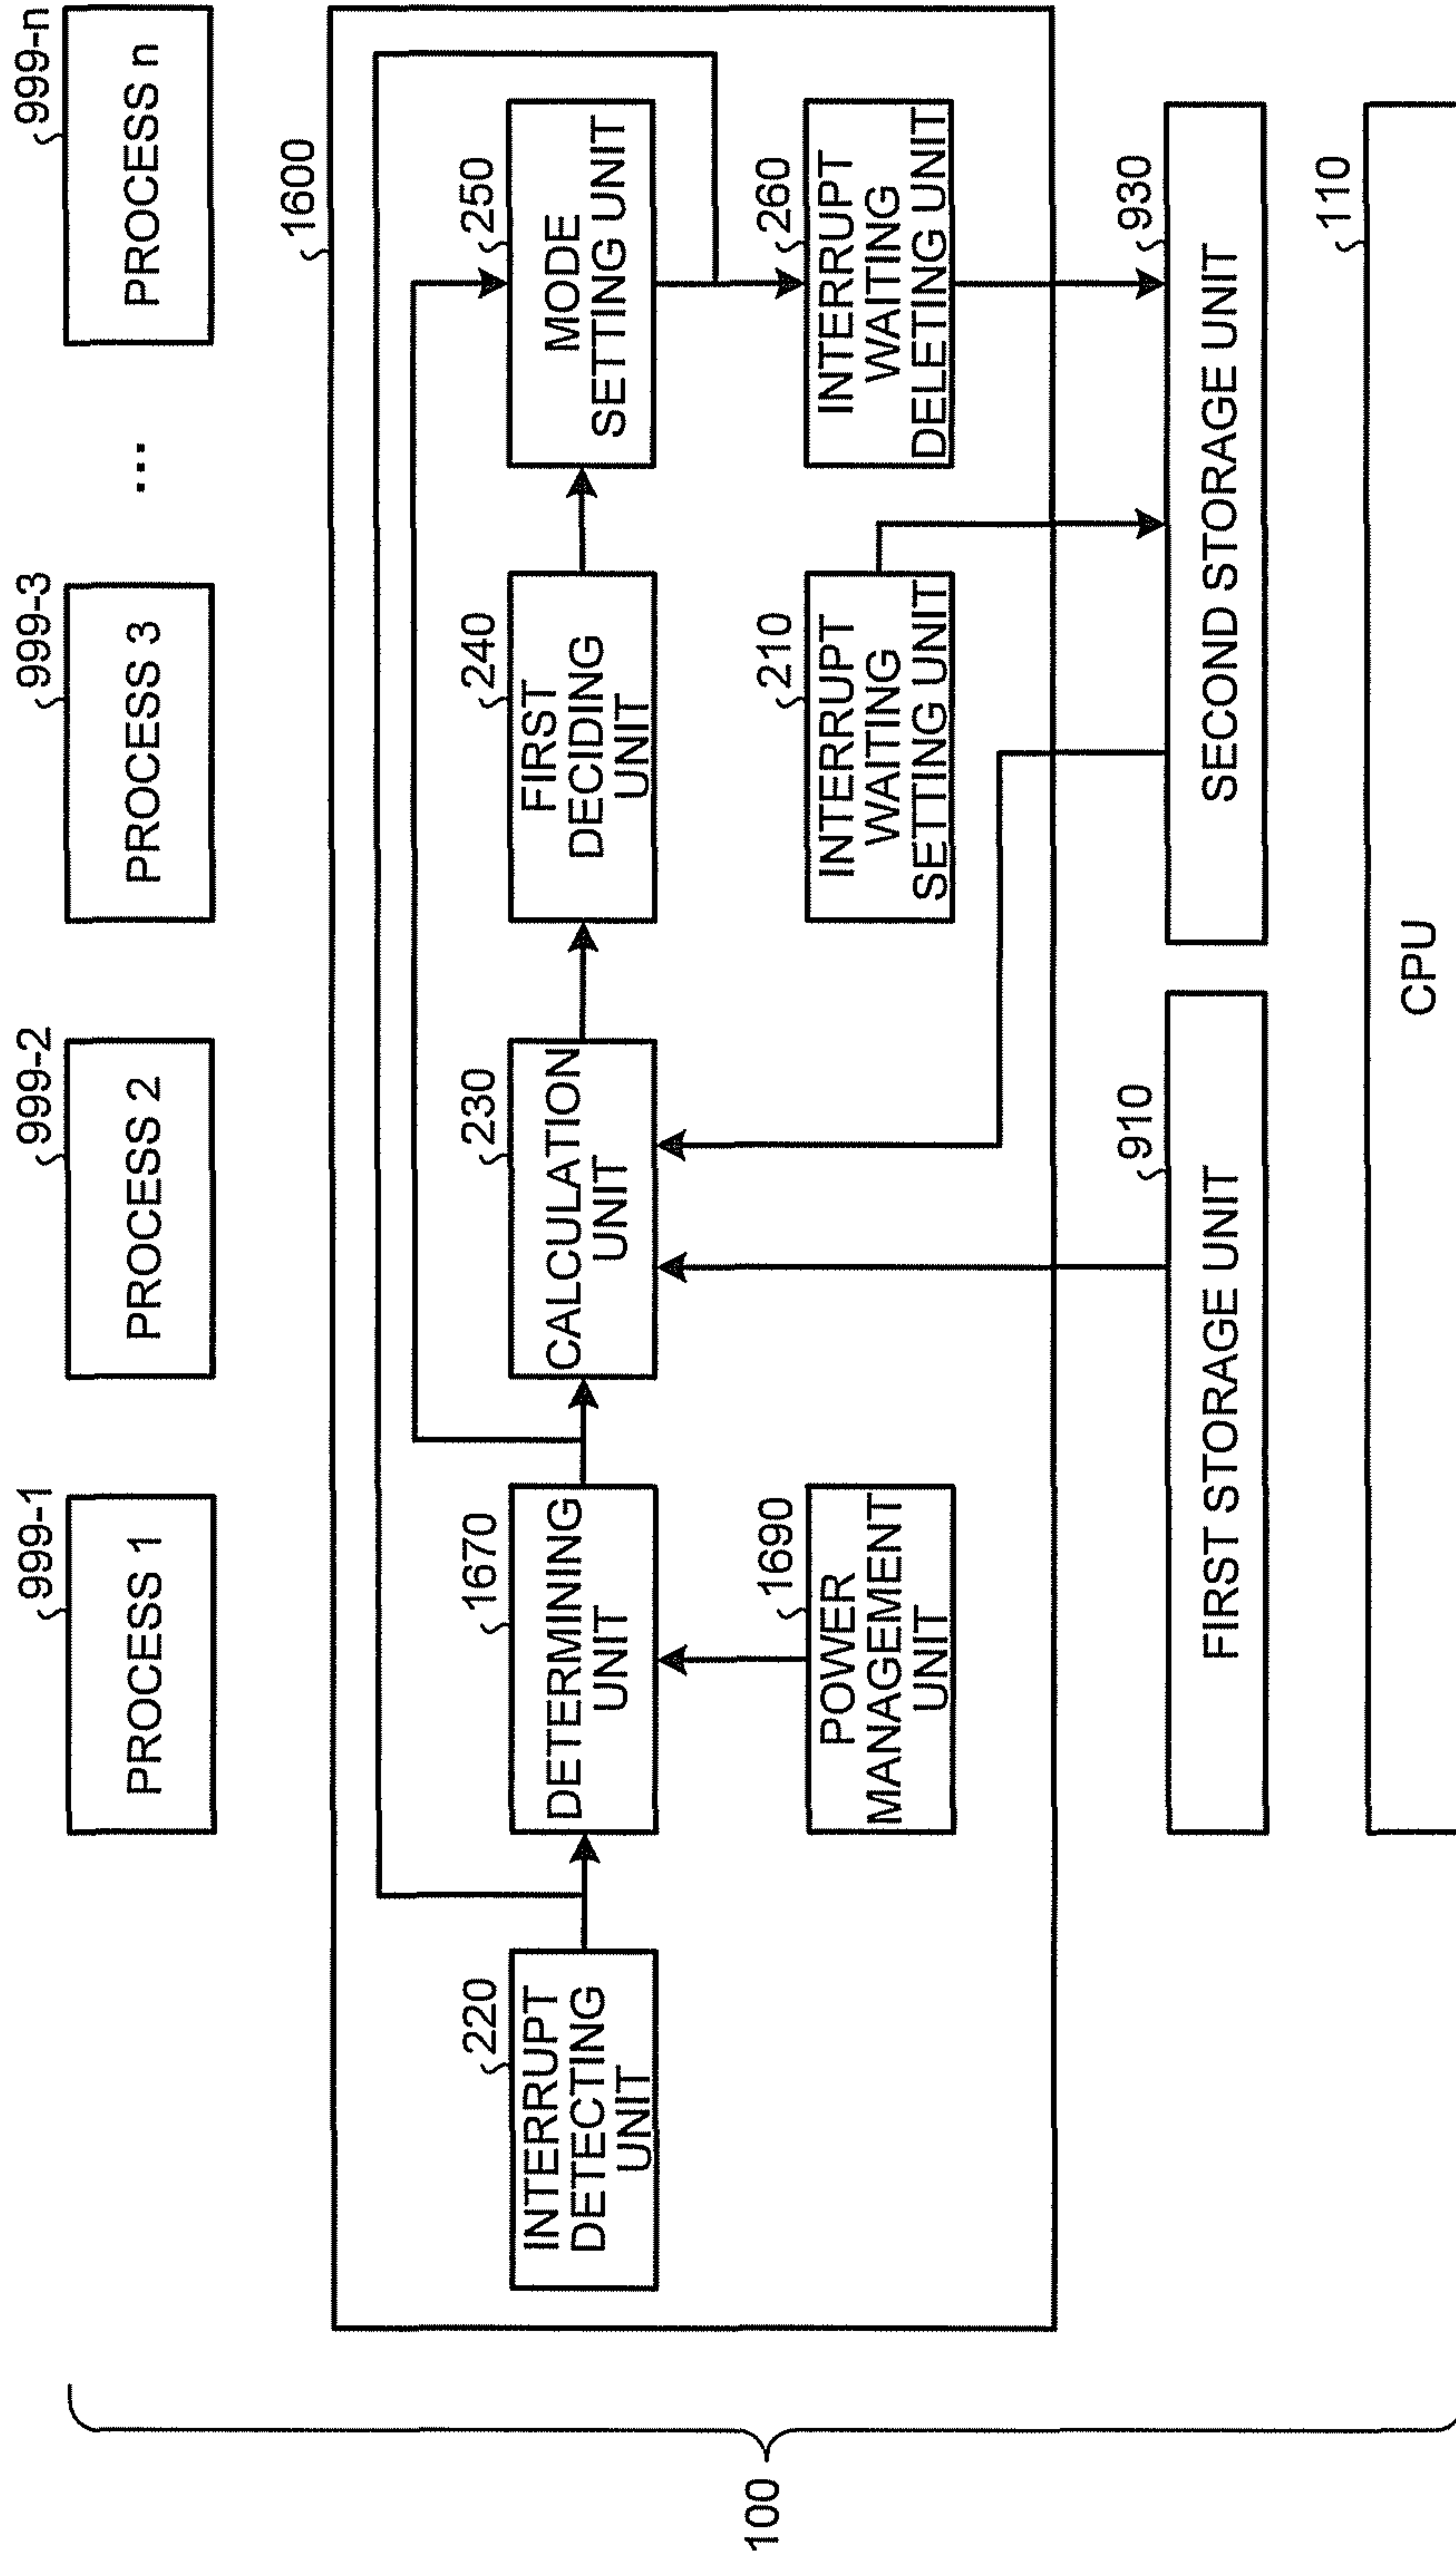 999-1
PROCESS 1
999-2
PROCESS 2
999-3
PROCESS 3
...
999-n
PROCESS n
1600
220
INTERRUPT
DETECTING
UNIT
1670
DETERMINING
UNIT
230
CALCULATION
UNIT
240
FIRST
DECIDING
UNIT
250
MODE
SETTING UNIT
1690
POWER
MANAGEMENT
UNIT
210
INTERRUPT
WAITING
SETTING UNIT
260
INTERRUPT
WAITING
DELETING UNIT
910
FIRST STORAGE UNIT
930
SECOND STORAGE UNIT
110
CPU
100